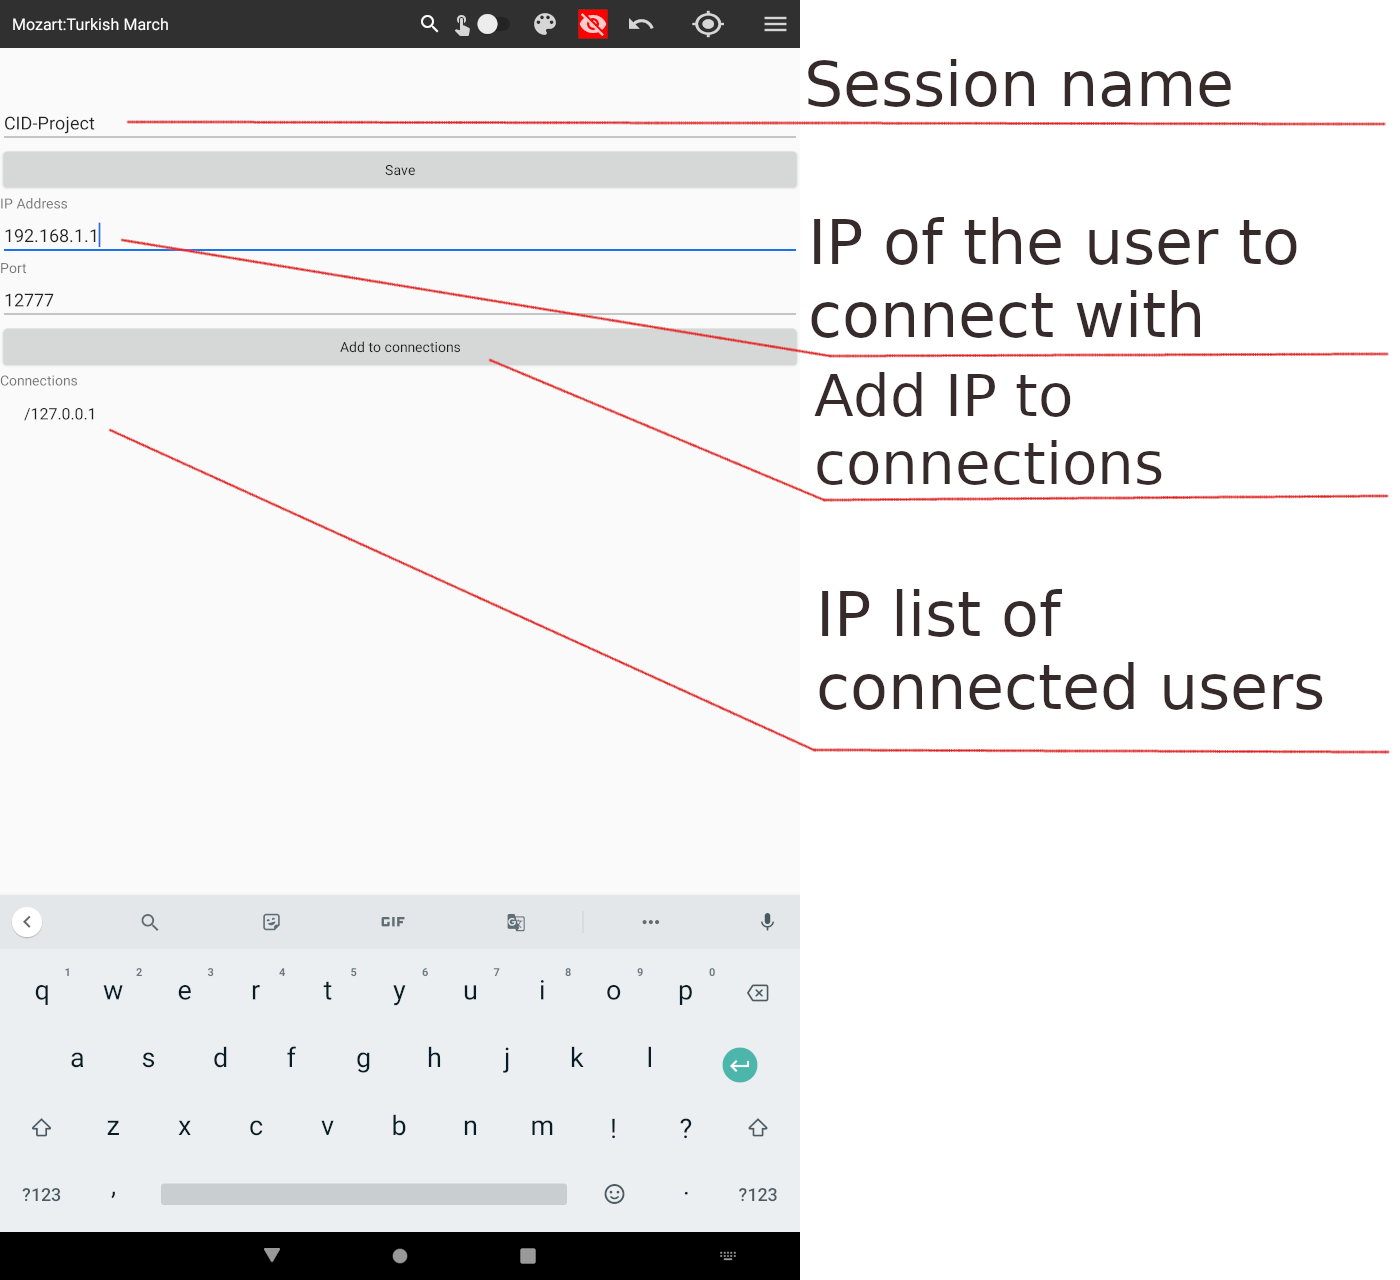 Mozart:Turkish March
Session name
CID-Project
Save
IP Address
192.168.1.1
IP of the user to
connect with
Port
12777
Add to connections
Add IP to
connections
Connections
/127.0.0.1
IP list of
connected users
GIF
1 2 3 4 5 6 7 8 9 0
q w e r t y u i o p
a s d f g h j k l
z x c v b n m ! ?
?123 , . ?123